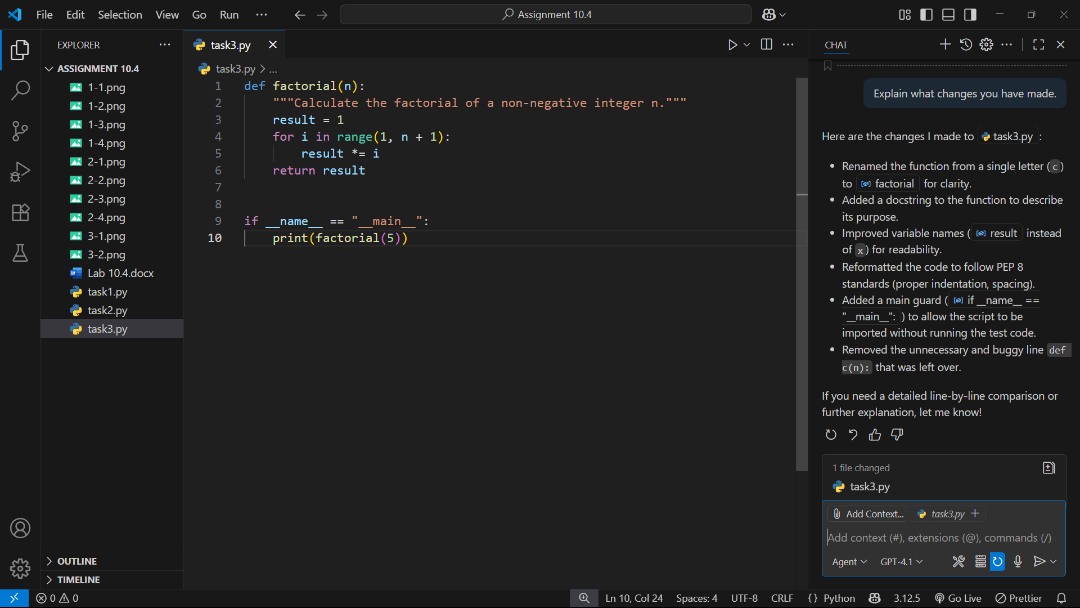 File Edit Selection View Go Run ··· Assignment 10.4
EXPLORER ···
ASSIGNMENT 10.4
1-1.png
1-2.png
1-3.png
1-4.png
2-1.png
2-2.png
2-3.png
2-4.png
3-1.png
3-2.png
Lab 10.4.docx
task1.py
task2.py
task3.py
OUTLINE
TIMELINE
task3.py
task3.py > ...
1 def factorial(n):
2 """Calculate the factorial of a non-negative integer n."""
3 result = 1
4 for i in range(1, n + 1):
5 result *= i
6 return result
7
8
9 if __name__ == "__main__":
10 print(factorial(5))
CHAT
Explain what changes you have made.
Here are the changes I made to task3.py :
• Renamed the function from a single letter ( c )
to factorial for clarity.
• Added a docstring to the function to describe
its purpose.
• Improved variable names ( result instead
of x ) for readability.
• Reformatted the code to follow PEP 8
standards (proper indentation, spacing).
• Added a main guard ( if __name__ ==
"__main__": ) to allow the script to be
imported without running the test code.
• Removed the unnecessary and buggy line def
c(n): that was left over.
If you need a detailed line-by-line comparison or
further explanation, let me know!
1 file changed
task3.py
Add Context... task3.py +
Add context (#), extensions (@), commands (/)
Agent GPT-4.1
0 0 Ln 10, Col 24 Spaces: 4 UTF-8 CRLF {} Python 3.12.5 Go Live Prettier